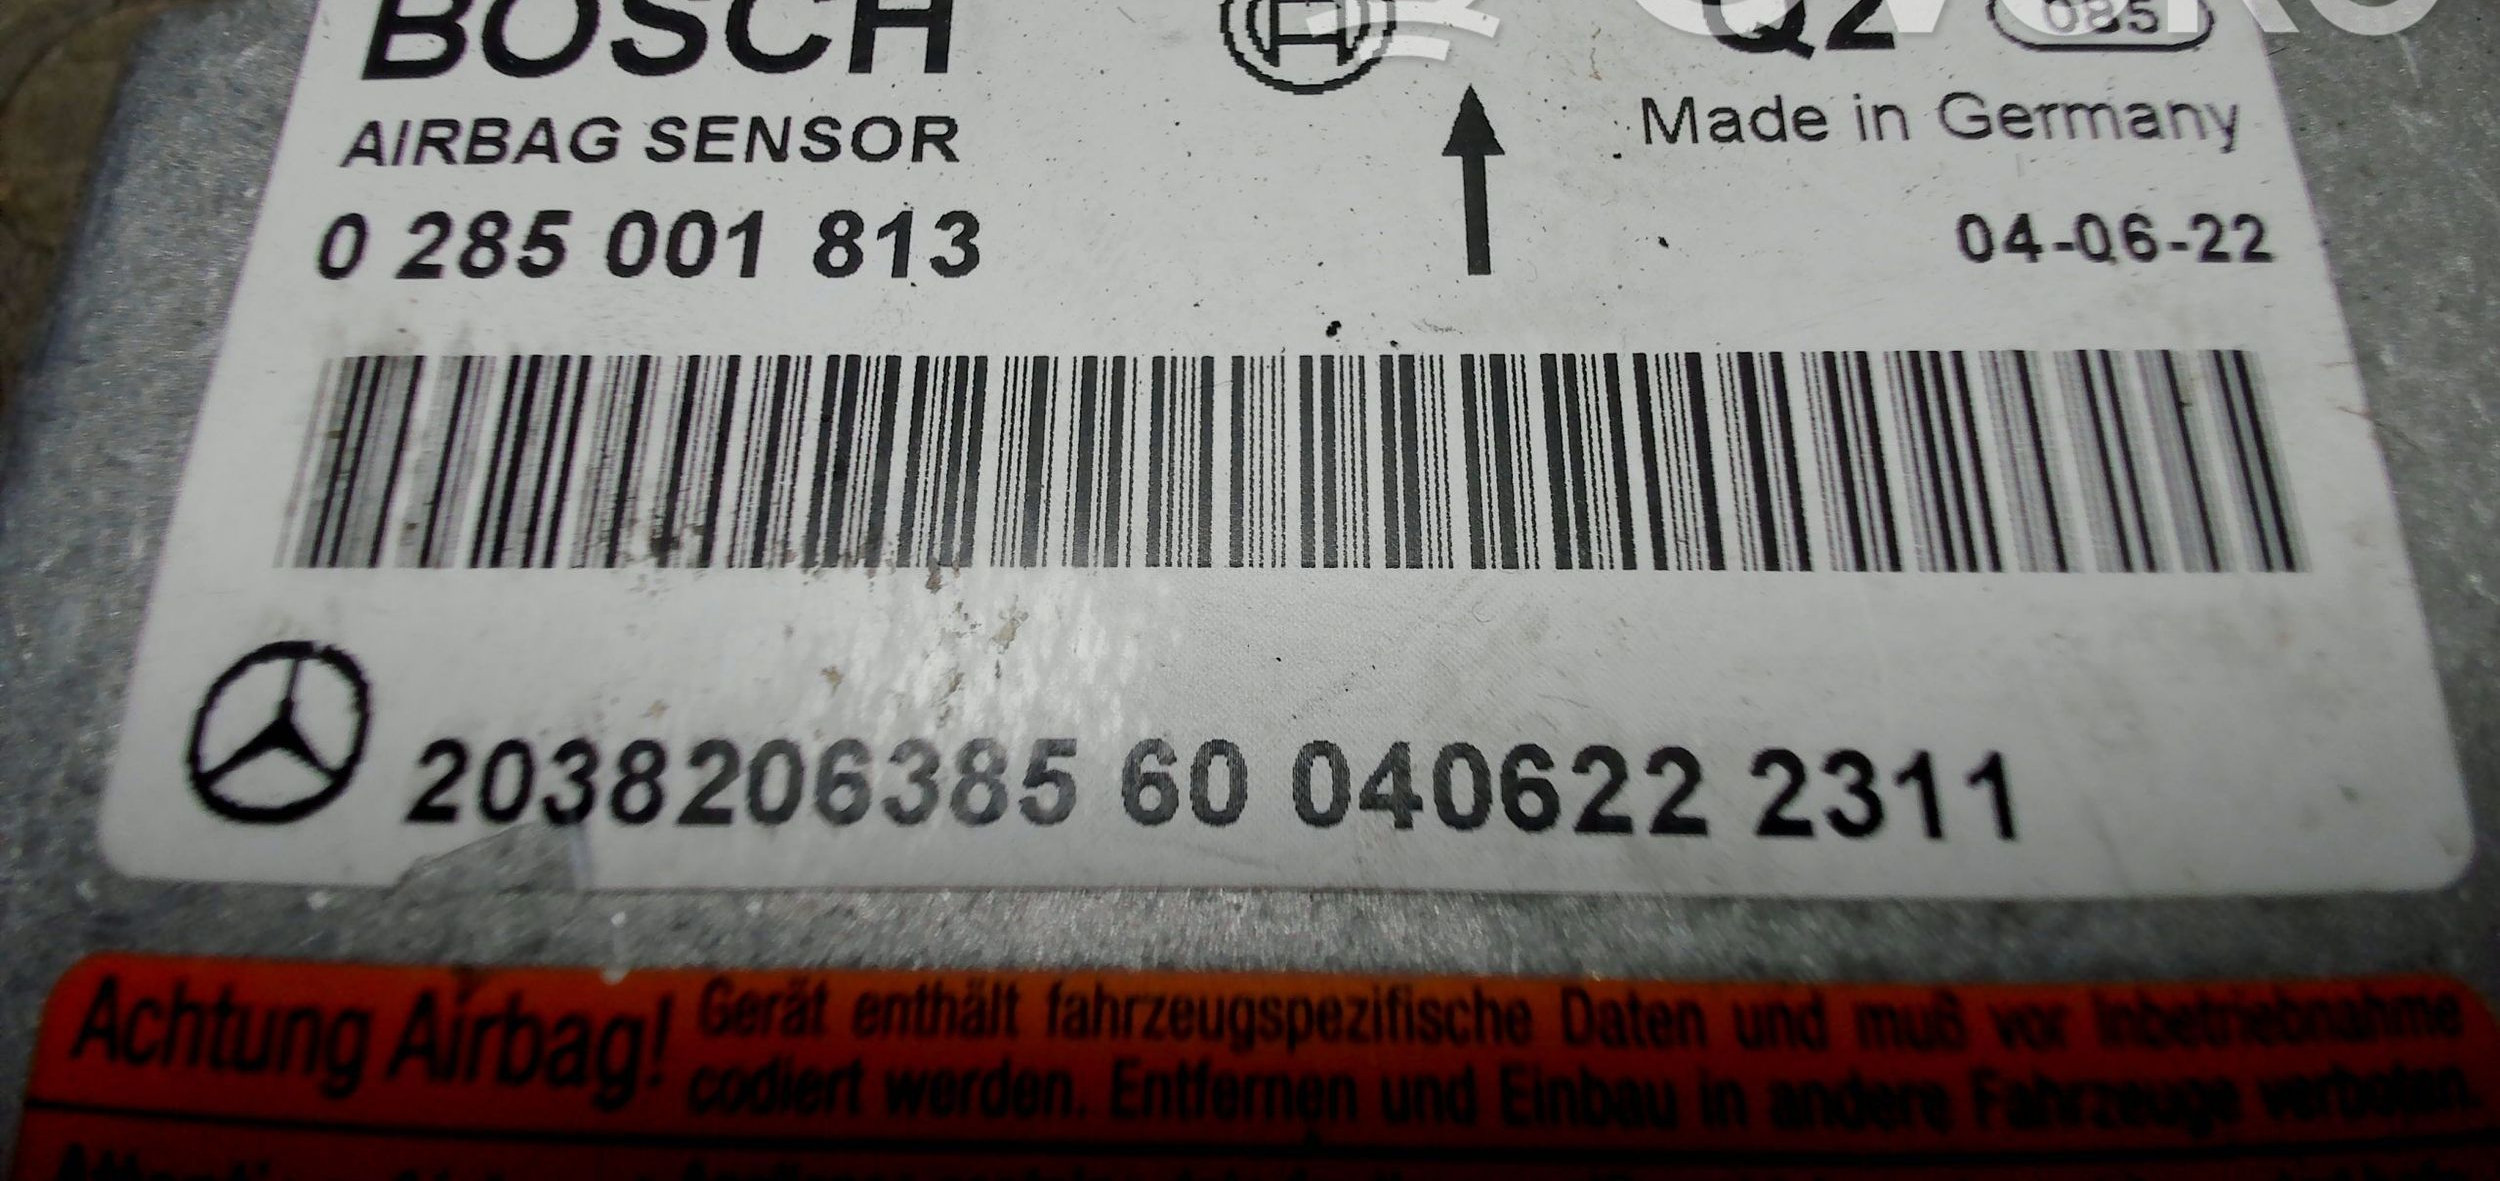 BOSCH Q2 085
AIRBAG SENSOR Made in Germany
0 285 001 813 04-06-22
2038206385 60 040622 2311
Achtung Airbag! Gerät enthält fahrzeugspezifische Daten und muß vor Inbetriebnahme
codiert werden. Entfernen und Einbau in andere Fahrzeuge verboten.